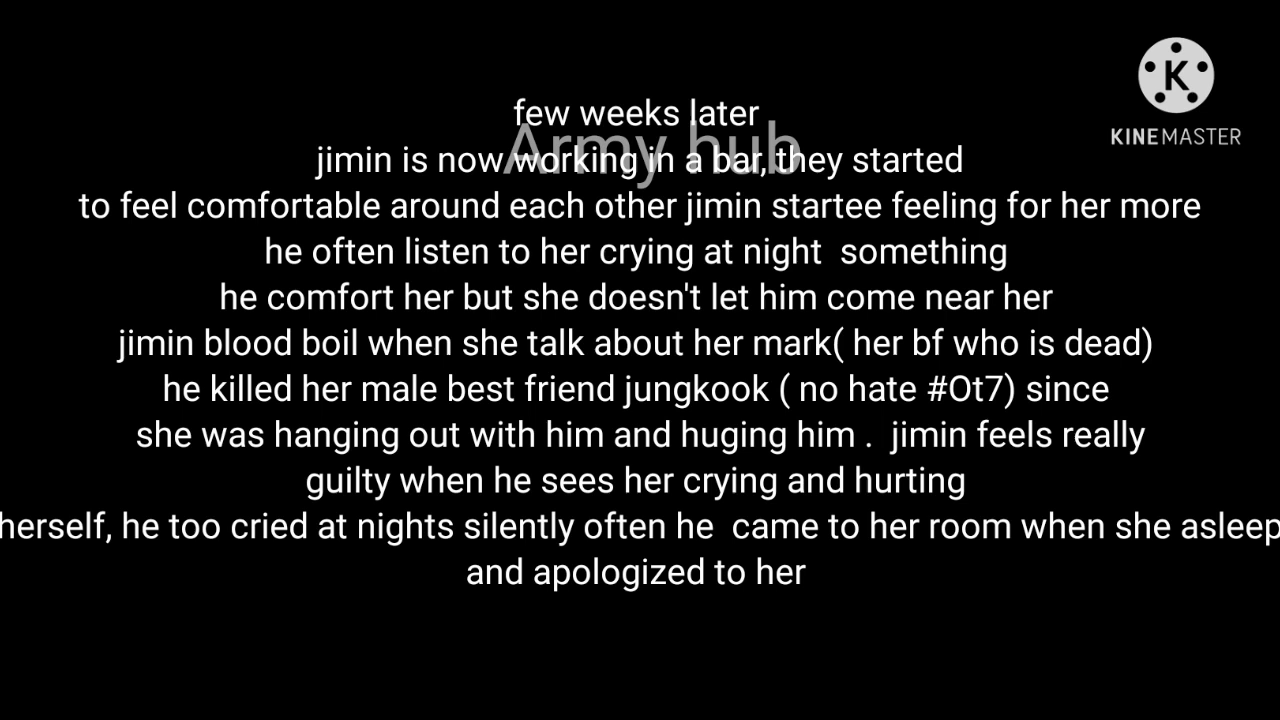 few weeks later
Army hub
jimin is now working in a bar, they started
to feel comfortable around each other jimin startee feeling for her more
he often listen to her crying at night  something
he comfort her but she doesn't let him come near her
jimin blood boil when she talk about her mark( her bf who is dead)
he killed her male best friend jungkook ( no hate #Ot7) since
she was hanging out with him and huging him .  jimin feels really
guilty when he sees her crying and hurting
herself, he too cried at nights silently often he  came to her room when she asleep
and apologized to her
K
KINEMASTER